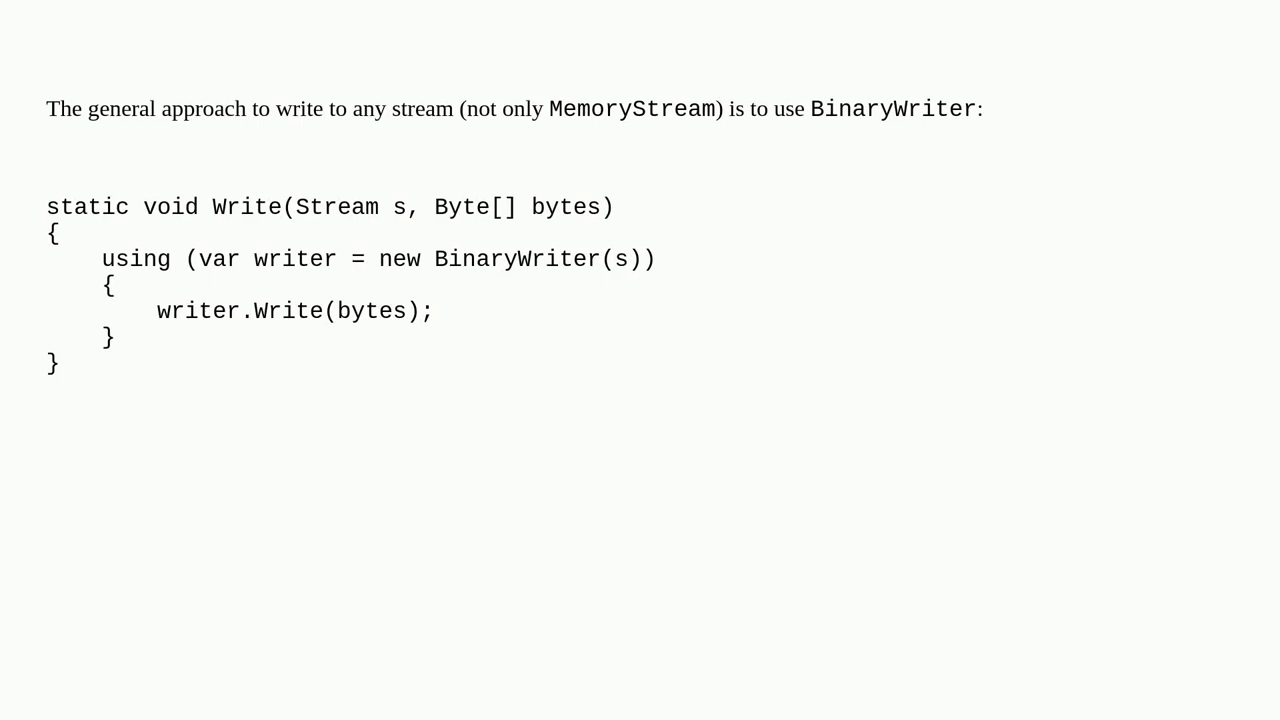 The general approach to write to any stream (not only MemoryStream) is to use BinaryWriter:
static void Write(Stream s, Byte[] bytes)
{
    using (var writer = new BinaryWriter(s))
    {
        writer.Write(bytes);
    }
}